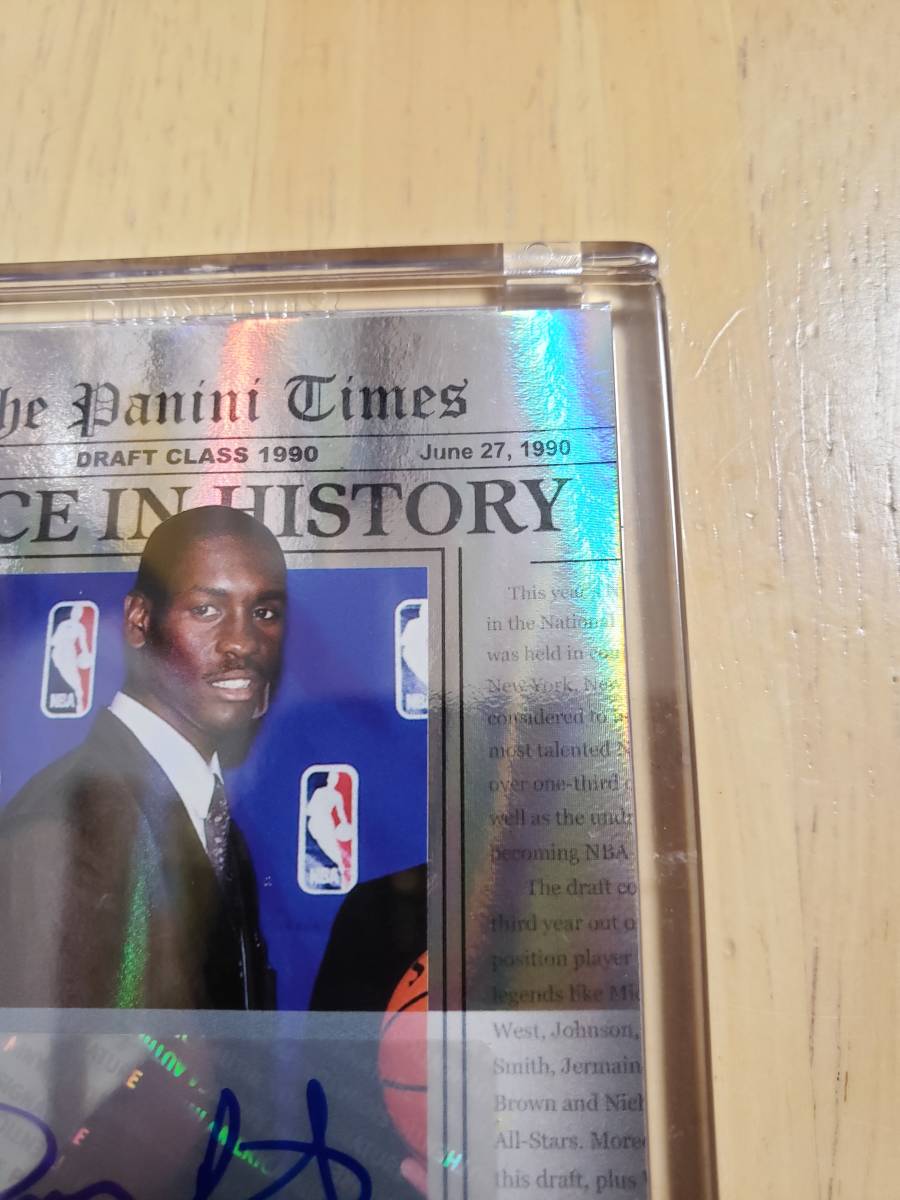 he Panini Times
DRAFT CLASS 1990 June 27, 1990
CE IN HISTORY
NBA
NBA
This year's
in the National
was held in
New York,
considered to
most talented
over one-third
well as the
becoming NBA
The draft
third year out
position player
legends like
West, Johnson,
Smith, Jermain
Brown and
All-Stars.
this draft, plus